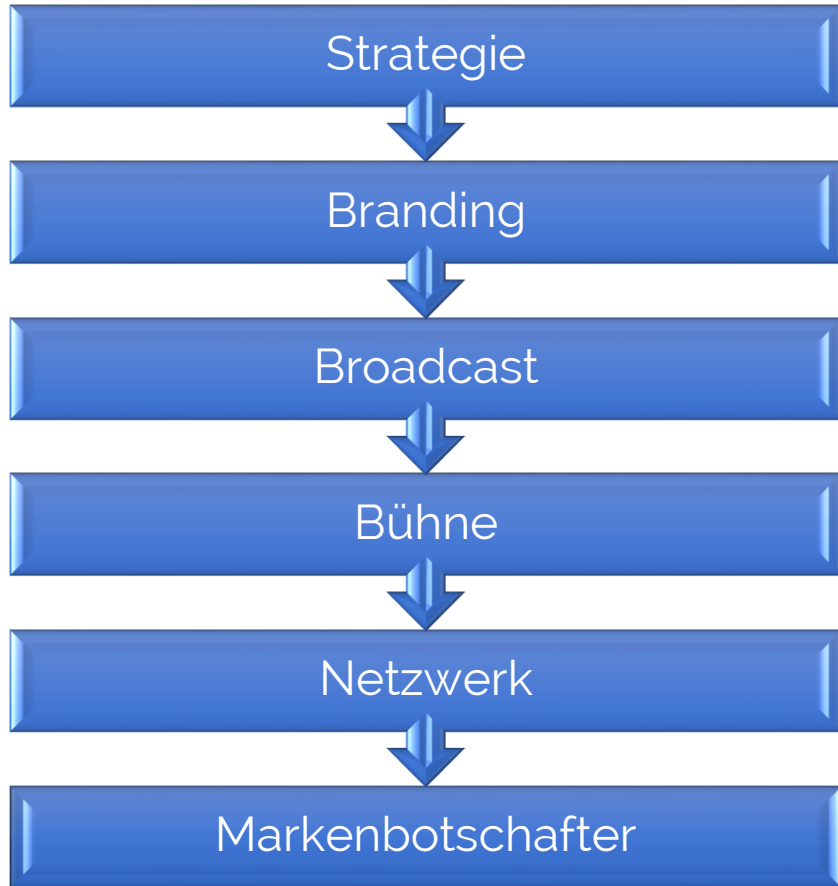 Strategie
Branding
Broadcast
Bühne
Netzwerk
Markenbotschafter